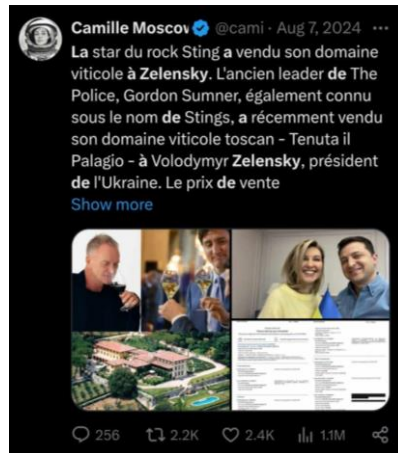 Camille Moscov @cami · Aug 7, 2024 ···
La star du rock Sting a vendu son domaine
viticole à Zelensky. L'ancien leader de The
Police, Gordon Sumner, également connu
sous le nom de Stings, a récemment vendu
son domaine viticole toscan - Tenuta il
Palagio - à Volodymyr Zelensky, président
de l'Ukraine. Le prix de vente
Show more
256 2.2K 2.4K 1.1M